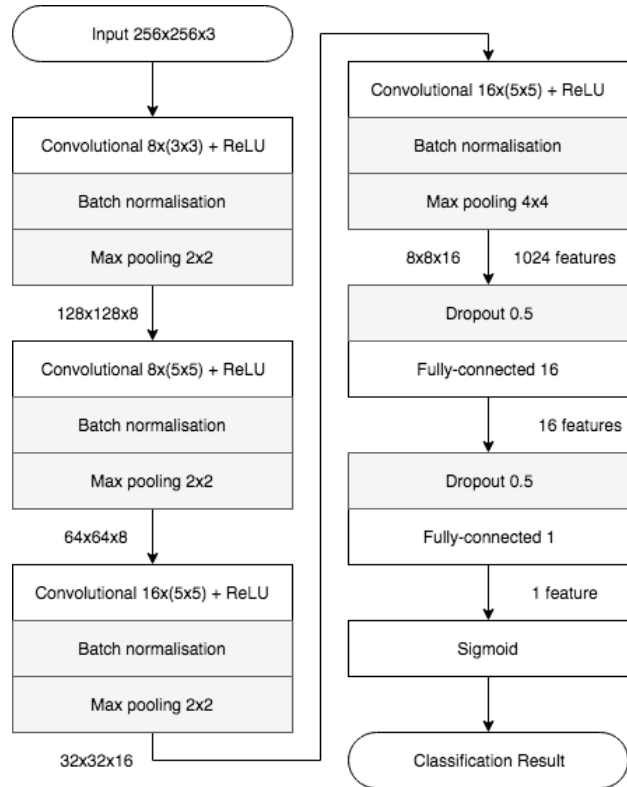 Input 256x256x3
Convolutional 8x(3x3) + ReLU
Batch normalisation
Max pooling 2x2
128x128x8
Convolutional 8x(5x5) + ReLU
Batch normalisation
Max pooling 2x2
64x64x8
Convolutional 16x(5x5) + ReLU
Batch normalisation
Max pooling 2x2
32x32x16
Convolutional 16x(5x5) + ReLU
Batch normalisation
Max pooling 4x4
8x8x16 1024 features
Dropout 0.5
Fully-connected 16
16 features
Dropout 0.5
Fully-connected 1
1 feature
Sigmoid
Classification Result